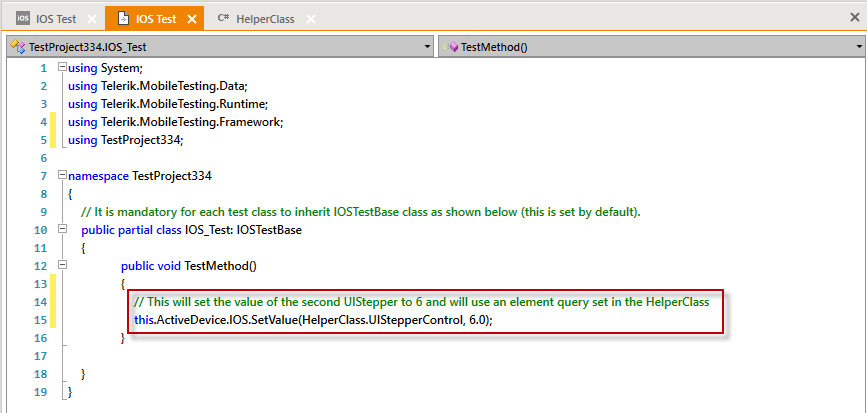 iOS IOS Test IOS Test C# HelperClass
TestProject334.IOS_Test TestMethod()
1 using System;
2 using Telerik.MobileTesting.Data;
3 using Telerik.MobileTesting.Runtime;
4 using Telerik.MobileTesting.Framework;
5 using TestProject334;
6
7 namespace TestProject334
8 {
9 // It is mandatory for each test class to inherit IOSTestBase class as shown below (this is set by default).
10 public partial class IOS_Test: IOSTestBase
11 {
12 public void TestMethod()
13 {
14 // This will set the value of the second UIStepper to 6 and will use an element query set in the HelperClass
15 this.ActiveDevice.IOS.SetValue(HelperClass.UIStepperControl, 6.0);
16 }
17
18 }
19 }